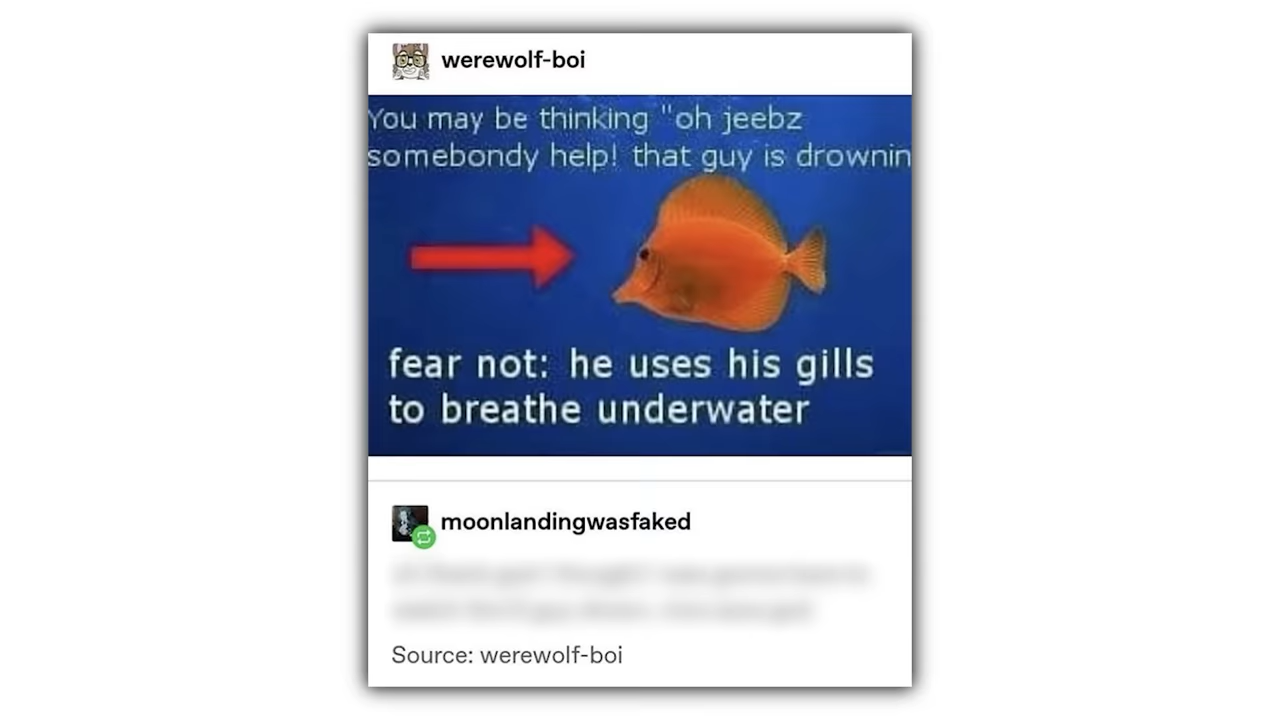 werewolf-boi
You may be thinking "oh jeebz
somebondy help! that guy is drownin
fear not: he uses his gills
to breathe underwater
moonlandingwasfaked
Source: werewolf-boi